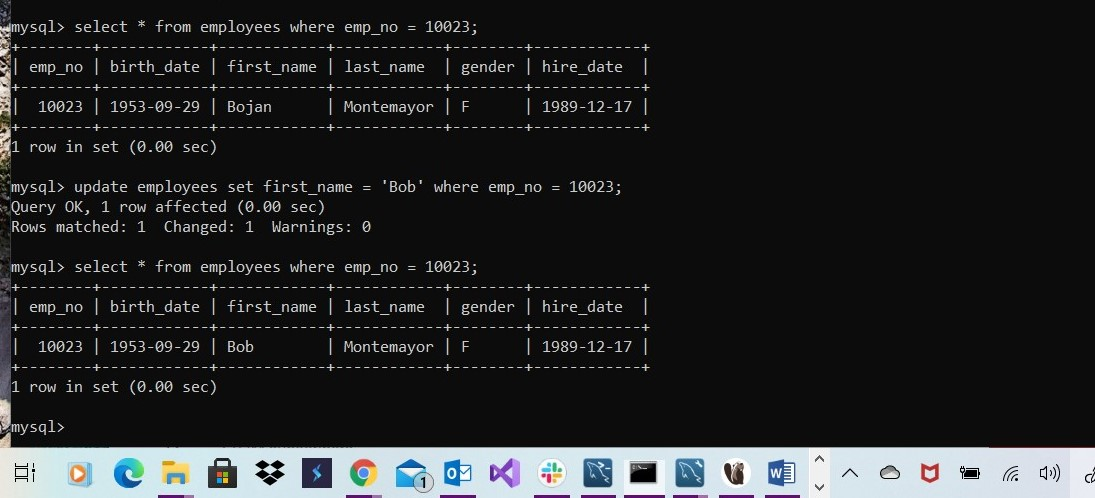 mysql> select * from employees where emp_no = 10023;
+--------+------------+------------+------------+--------+------------+
| emp_no | birth_date | first_name | last_name  | gender | hire_date  |
+--------+------------+------------+------------+--------+------------+
|  10023 | 1953-09-29 | Bojan      | Montemayor | F      | 1989-12-17 |
+--------+------------+------------+------------+--------+------------+
1 row in set (0.00 sec)
mysql> update employees set first_name = 'Bob' where emp_no = 10023;
Query OK, 1 row affected (0.00 sec)
Rows matched: 1  Changed: 1  Warnings: 0
mysql> select * from employees where emp_no = 10023;
+--------+------------+------------+------------+--------+------------+
| emp_no | birth_date | first_name | last_name  | gender | hire_date  |
+--------+------------+------------+------------+--------+------------+
|  10023 | 1953-09-29 | Bob        | Montemayor | F      | 1989-12-17 |
+--------+------------+------------+------------+--------+------------+
1 row in set (0.00 sec)
mysql>
1